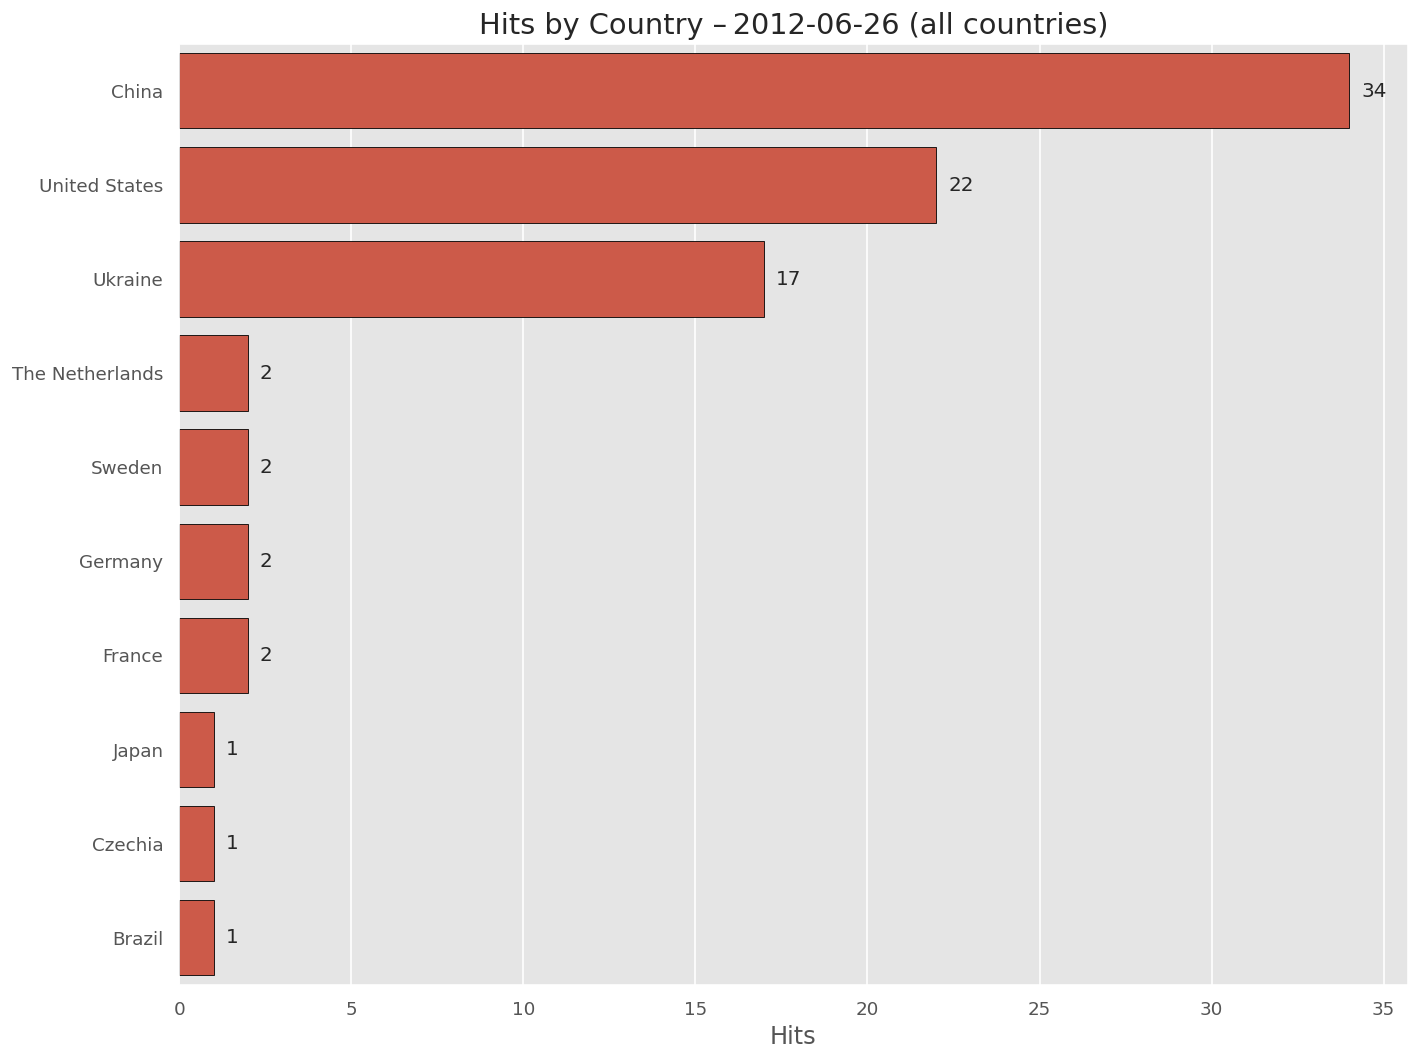 Hits by Country – 2012-06-26 (all countries)
China 34
United States 22
Ukraine 17
The Netherlands 2
Sweden 2
Germany 2
France 2
Japan 1
Czechia 1
Brazil 1
0 5 10 15 20 25 30 35
Hits